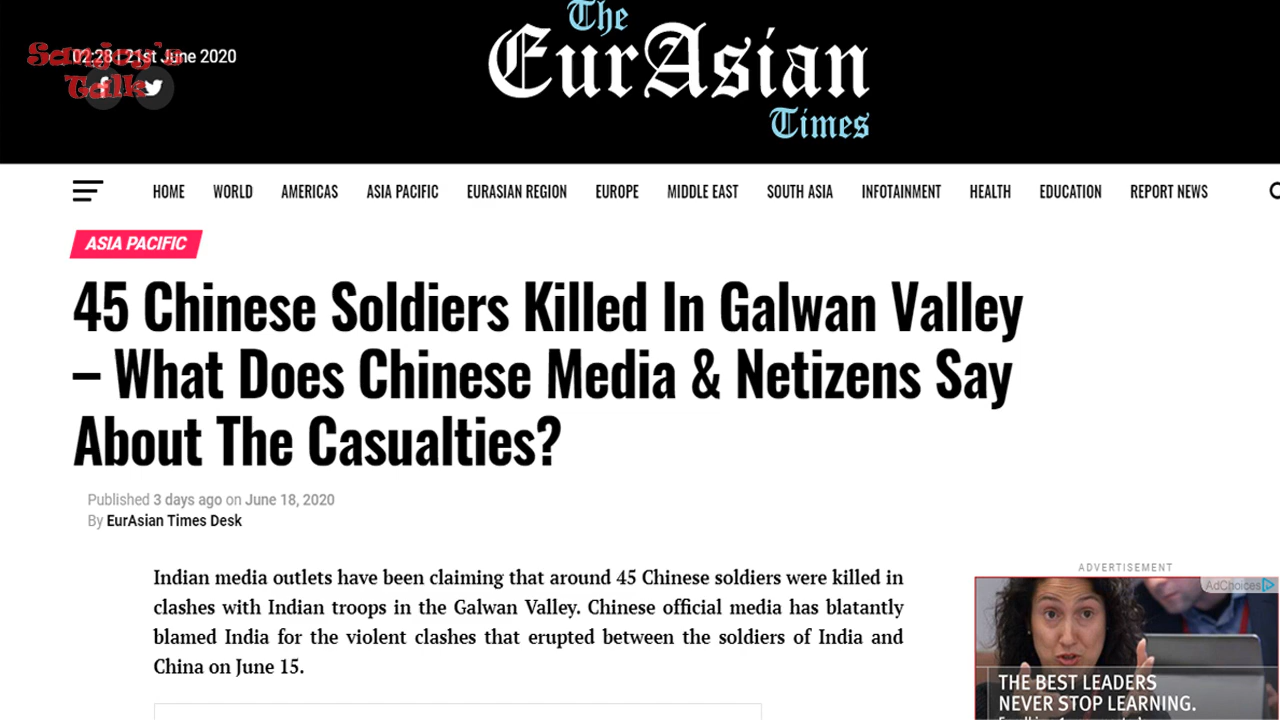 The
EurAsian
Times
02:28 | 21st June 2020
Sanjoy's
Talk
HOME WORLD AMERICAS ASIA PACIFIC EURASIAN REGION EUROPE MIDDLE EAST SOUTH ASIA INFOTAINMENT HEALTH EDUCATION REPORT NEWS
ASIA PACIFIC
45 Chinese Soldiers Killed In Galwan Valley
– What Does Chinese Media & Netizens Say
About The Casualties?
Published 3 days ago on June 18, 2020
By EurAsian Times Desk
Indian media outlets have been claiming that around 45 Chinese soldiers were killed in
clashes with Indian troops in the Galwan Valley. Chinese official media has blatantly
blamed India for the violent clashes that erupted between the soldiers of India and
China on June 15.
ADVERTISEMENT
AdChoices
THE BEST LEADERS
NEVER STOP LEARNING.